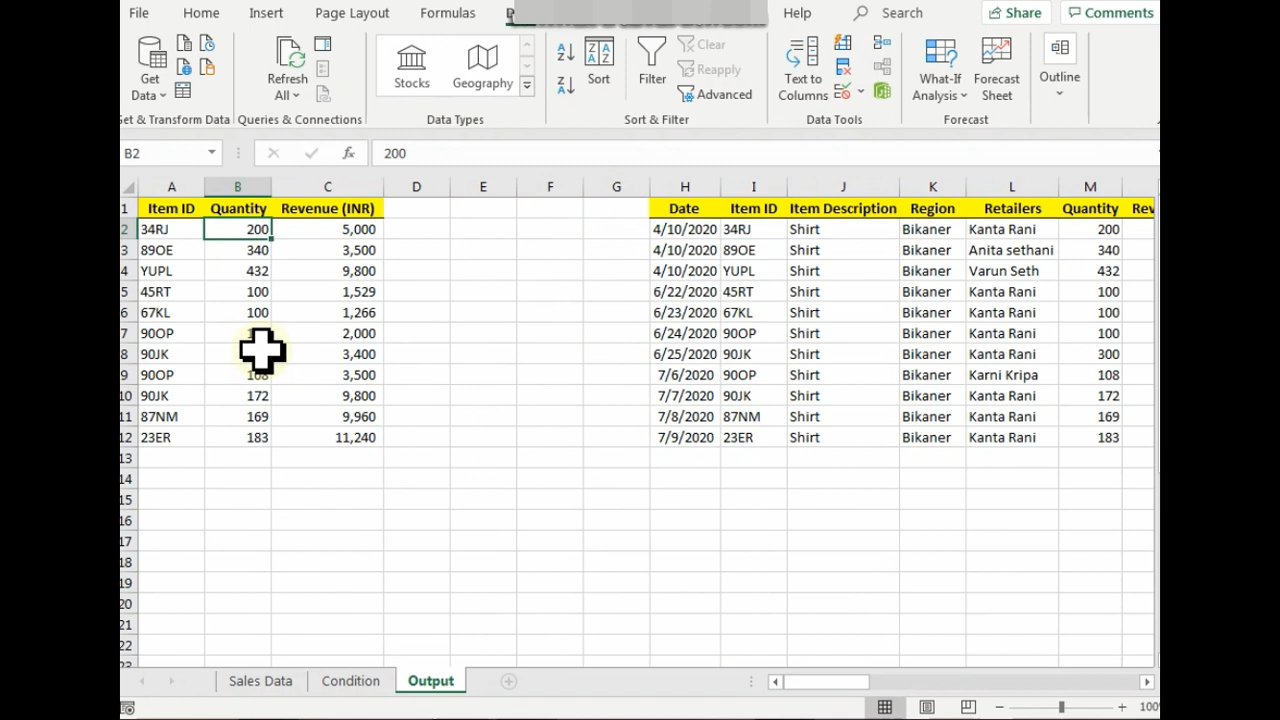 File Home Insert Page Layout Formulas Help Search Share Comments
Get Data Refresh All Stocks Geography Sort Filter Clear Reapply Advanced Text to Columns What-If Analysis Forecast Sheet Outline
et & Transform Data Queries & Connections Data Types Sort & Filter Data Tools Forecast
B2 fx 200
A B C D E F G H I J K L M
1 Item ID Quantity Revenue (INR) Date Item ID Item Description Region Retailers Quantity Rev
2 34RJ 200 5,000 4/10/2020 34RJ Shirt Bikaner Kanta Rani 200
3 89OE 340 3,500 4/10/2020 89OE Shirt Bikaner Anita sethani 340
4 YUPL 432 9,800 4/10/2020 YUPL Shirt Bikaner Varun Seth 432
5 45RT 100 1,529 6/22/2020 45RT Shirt Bikaner Kanta Rani 100
6 67KL 100 1,266 6/23/2020 67KL Shirt Bikaner Kanta Rani 100
7 90OP 2,000 6/24/2020 90OP Shirt Bikaner Kanta Rani 100
8 90JK 3,400 6/25/2020 90JK Shirt Bikaner Kanta Rani 300
9 90OP 108 3,500 7/6/2020 90OP Shirt Bikaner Karni Kripa 108
10 90JK 172 9,800 7/7/2020 90JK Shirt Bikaner Kanta Rani 172
11 87NM 169 9,960 7/8/2020 87NM Shirt Bikaner Kanta Rani 169
12 23ER 183 11,240 7/9/2020 23ER Shirt Bikaner Kanta Rani 183
13
14
15
16
17
18
19
20
21
22
23
Sales Data Condition Output
100